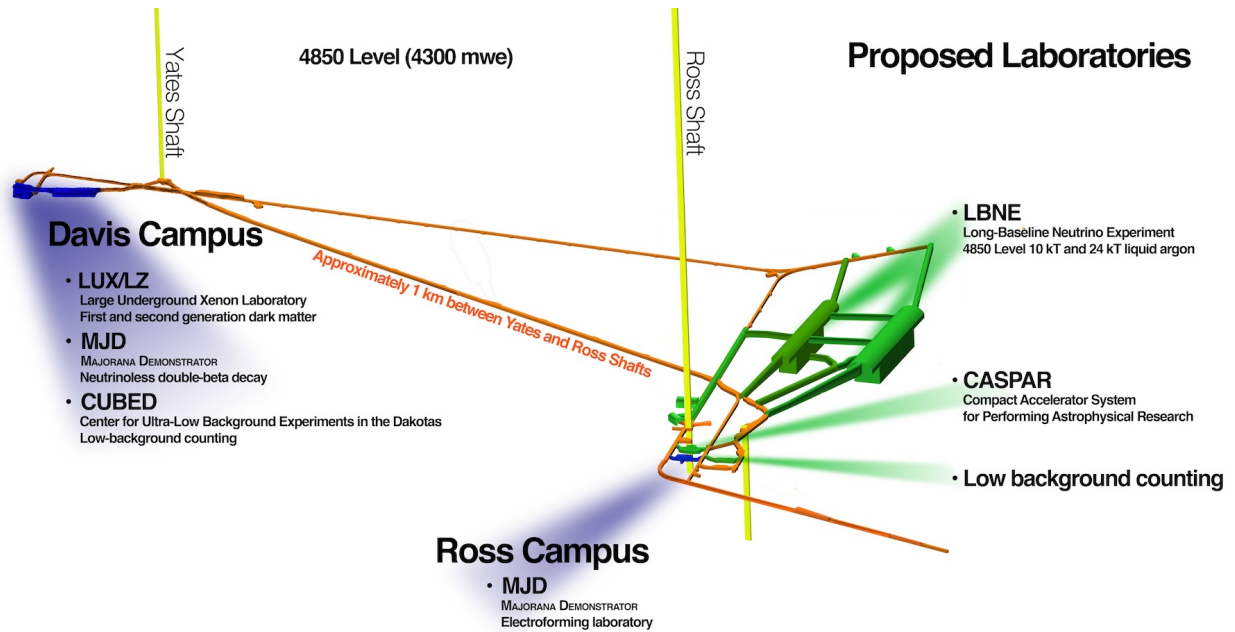 4850 Level (4300 mwe)
Proposed Laboratories
Yates Shaft
Ross Shaft
Davis Campus
• LUX/LZ
Large Underground Xenon Laboratory
First and second generation dark matter
• MJD
MAJORANA DEMONSTRATOR
Neutrinoless double-beta decay
• CUBED
Center for Ultra-Low Background Experiments in the Dakotas
Low-background counting
Approximately 1 km between Yates and Ross Shafts
• LBNE
Long-Baseline Neutrino Experiment
4850 Level 10 kT and 24 kT liquid argon
• CASPAR
Compact Accelerator System
for Performing Astrophysical Research
• Low background counting
Ross Campus
• MJD
MAJORANA DEMONSTRATOR
Electroforming laboratory